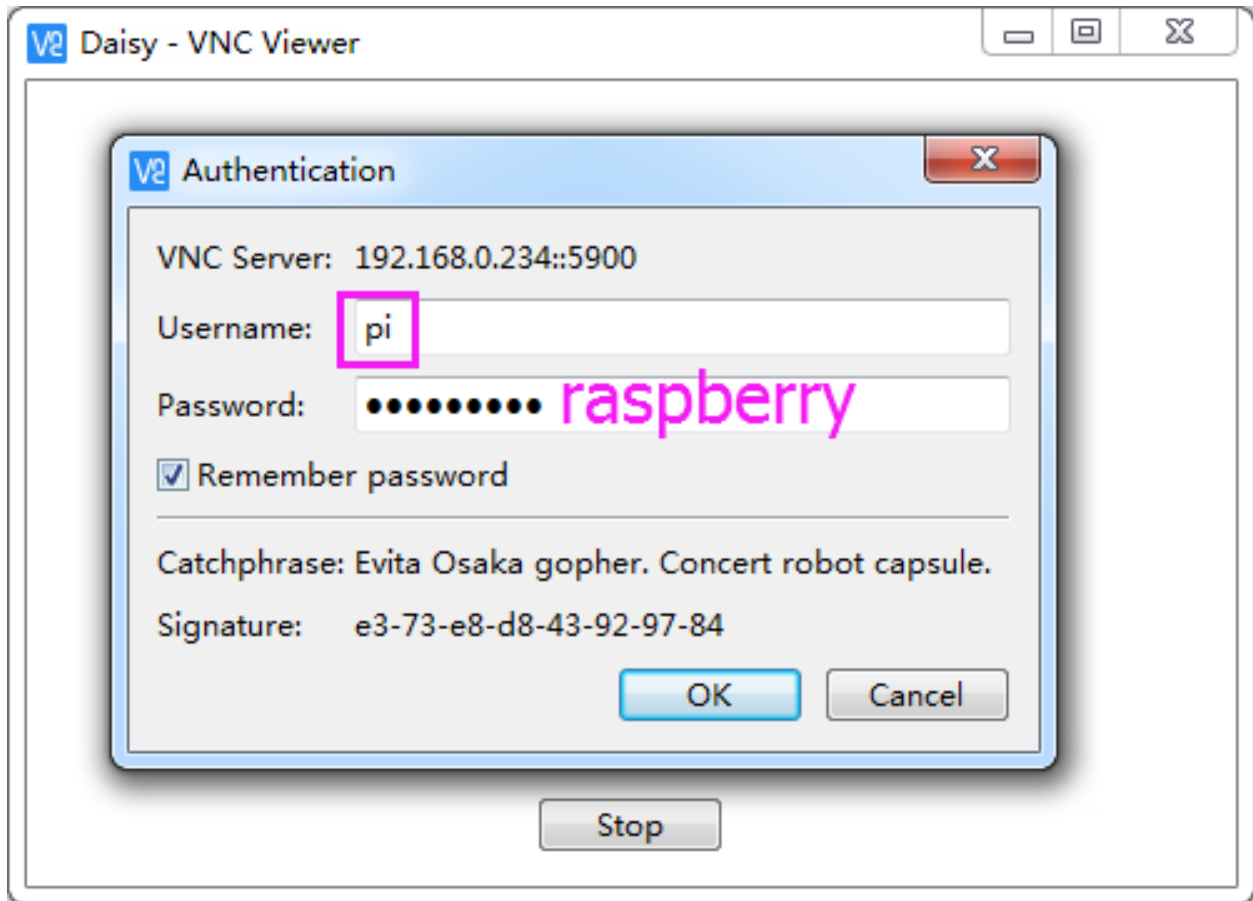 Daisy - VNC Viewer
Authentication
VNC Server: 192.168.0.234::5900
Username: pi
Password: ●●●●●●●●● raspberry
Remember password
Catchphrase: Evita Osaka gopher. Concert robot capsule.
Signature: e3-73-e8-d8-43-92-97-84
OK Cancel
Stop